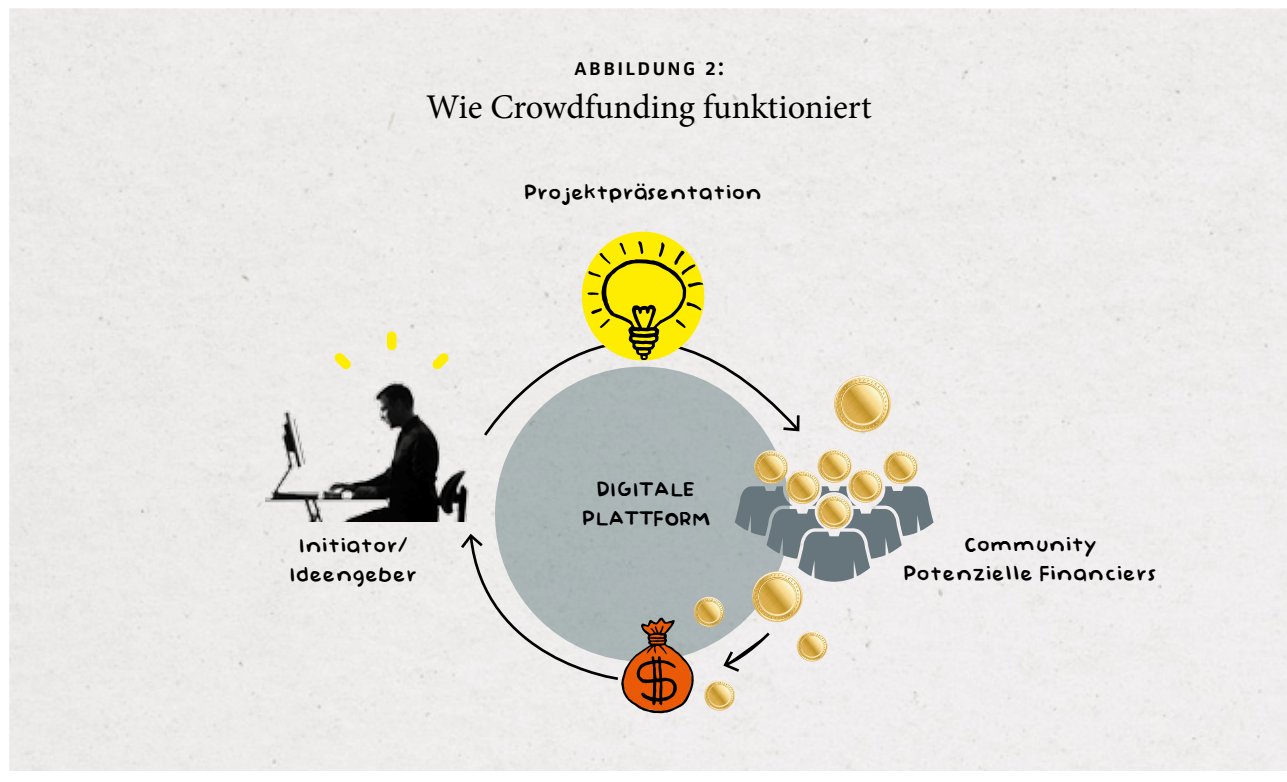 ABBILDUNG 2:
Wie Crowdfunding funktioniert
Projektpräsentation
DIGITALE
PLATTFORM
Initiator/
Ideengeber
Community
Potenzielle Financiers
$